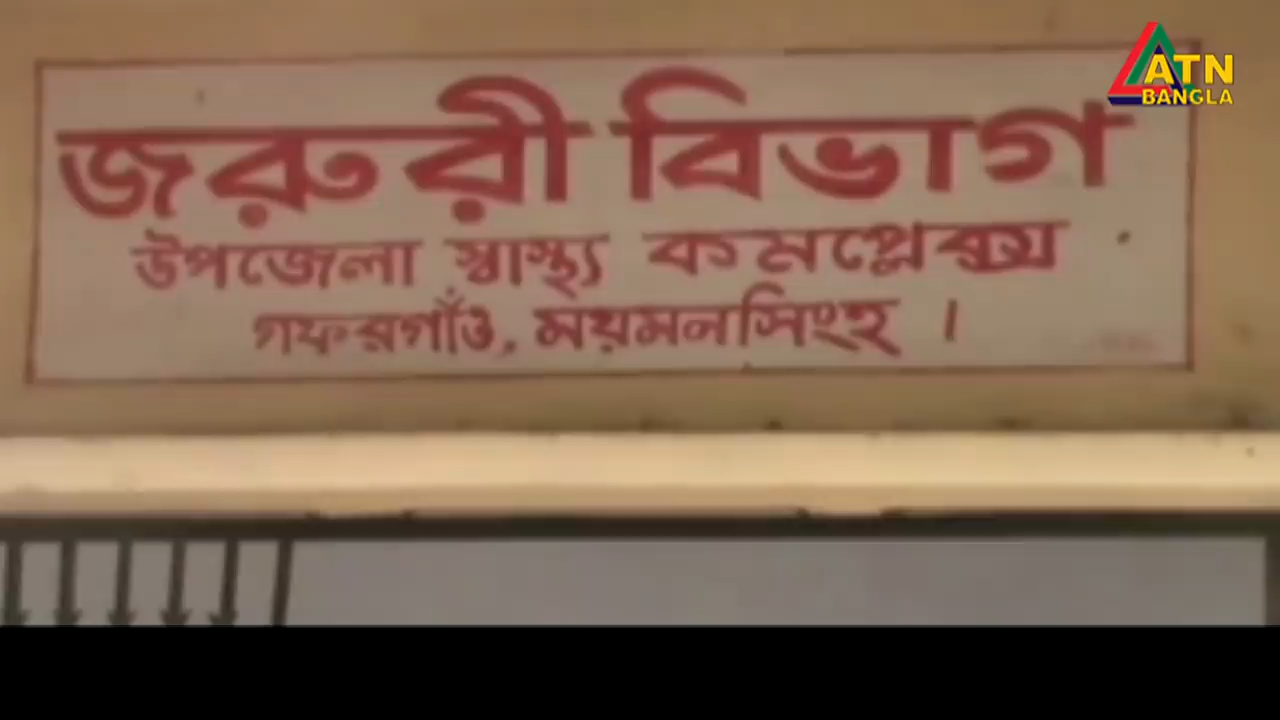 ATN
BANGLA
জরুরী বিভাগ
উপজেলা স্বাস্থ্য কমপ্লেক্স
গফরগাঁও, ময়মনসিংহ ।